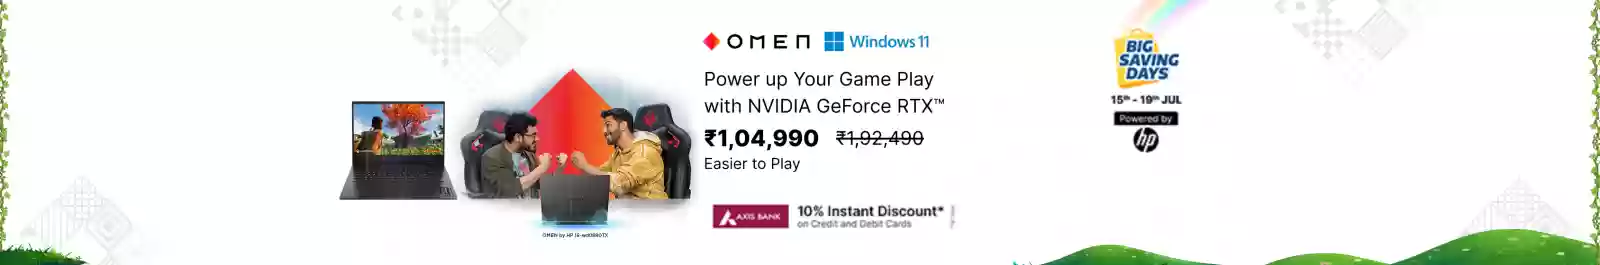 OMEN Windows 11
Power up Your Game Play
with NVIDIA GeForce RTX™
₹1,04,990 ₹1,92,490
Easier to Play
AXIS BANK 10% Instant Discount*
on Credit and Debit Cards
BIG
SAVING
DAYS
15th - 19th JUL
Powered by
hp